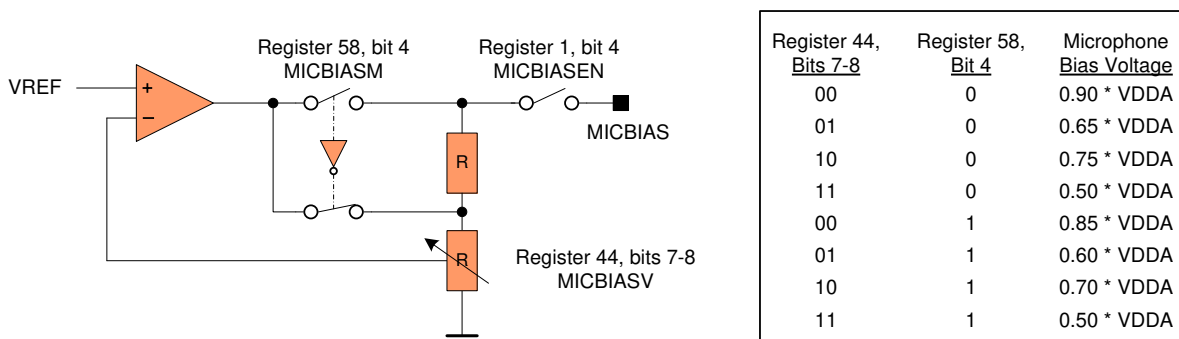 Register 58, bit 4
MICBIASM
Register 1, bit 4
MICBIASEN
VREF
+
−
MICBIAS
R
R
Register 44, bits 7-8
MICBIASV
Register 44, Register 58, Microphone
Bits 7-8 Bit 4 Bias Voltage
00 0 0.90 * VDDA
01 0 0.65 * VDDA
10 0 0.75 * VDDA
11 0 0.50 * VDDA
00 1 0.85 * VDDA
01 1 0.60 * VDDA
10 1 0.70 * VDDA
11 1 0.50 * VDDA